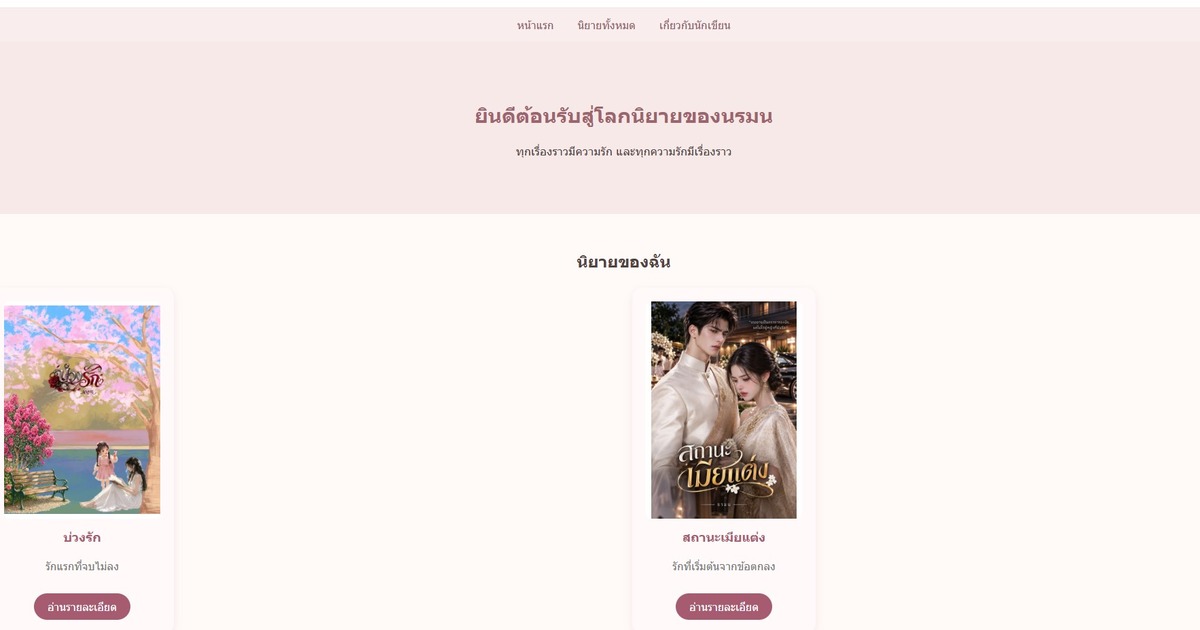 หน้าแรก นิยายทั้งหมด เกี่ยวกับนักเขียน
ยินดีต้อนรับสู่โลกนิยายของนรมน
ทุกเรื่องราวมีความรัก และทุกความรักมีเรื่องราว
นิยายของฉัน
บ่วงรัก
สถานะ
เมียแต่ง
บ่วงรัก
รักแรกที่จบไม่ลง
อ่านรายละเอียด
สถานะเมียแต่ง
รักที่เริ่มต้นจากข้อตกลง
อ่านรายละเอียด